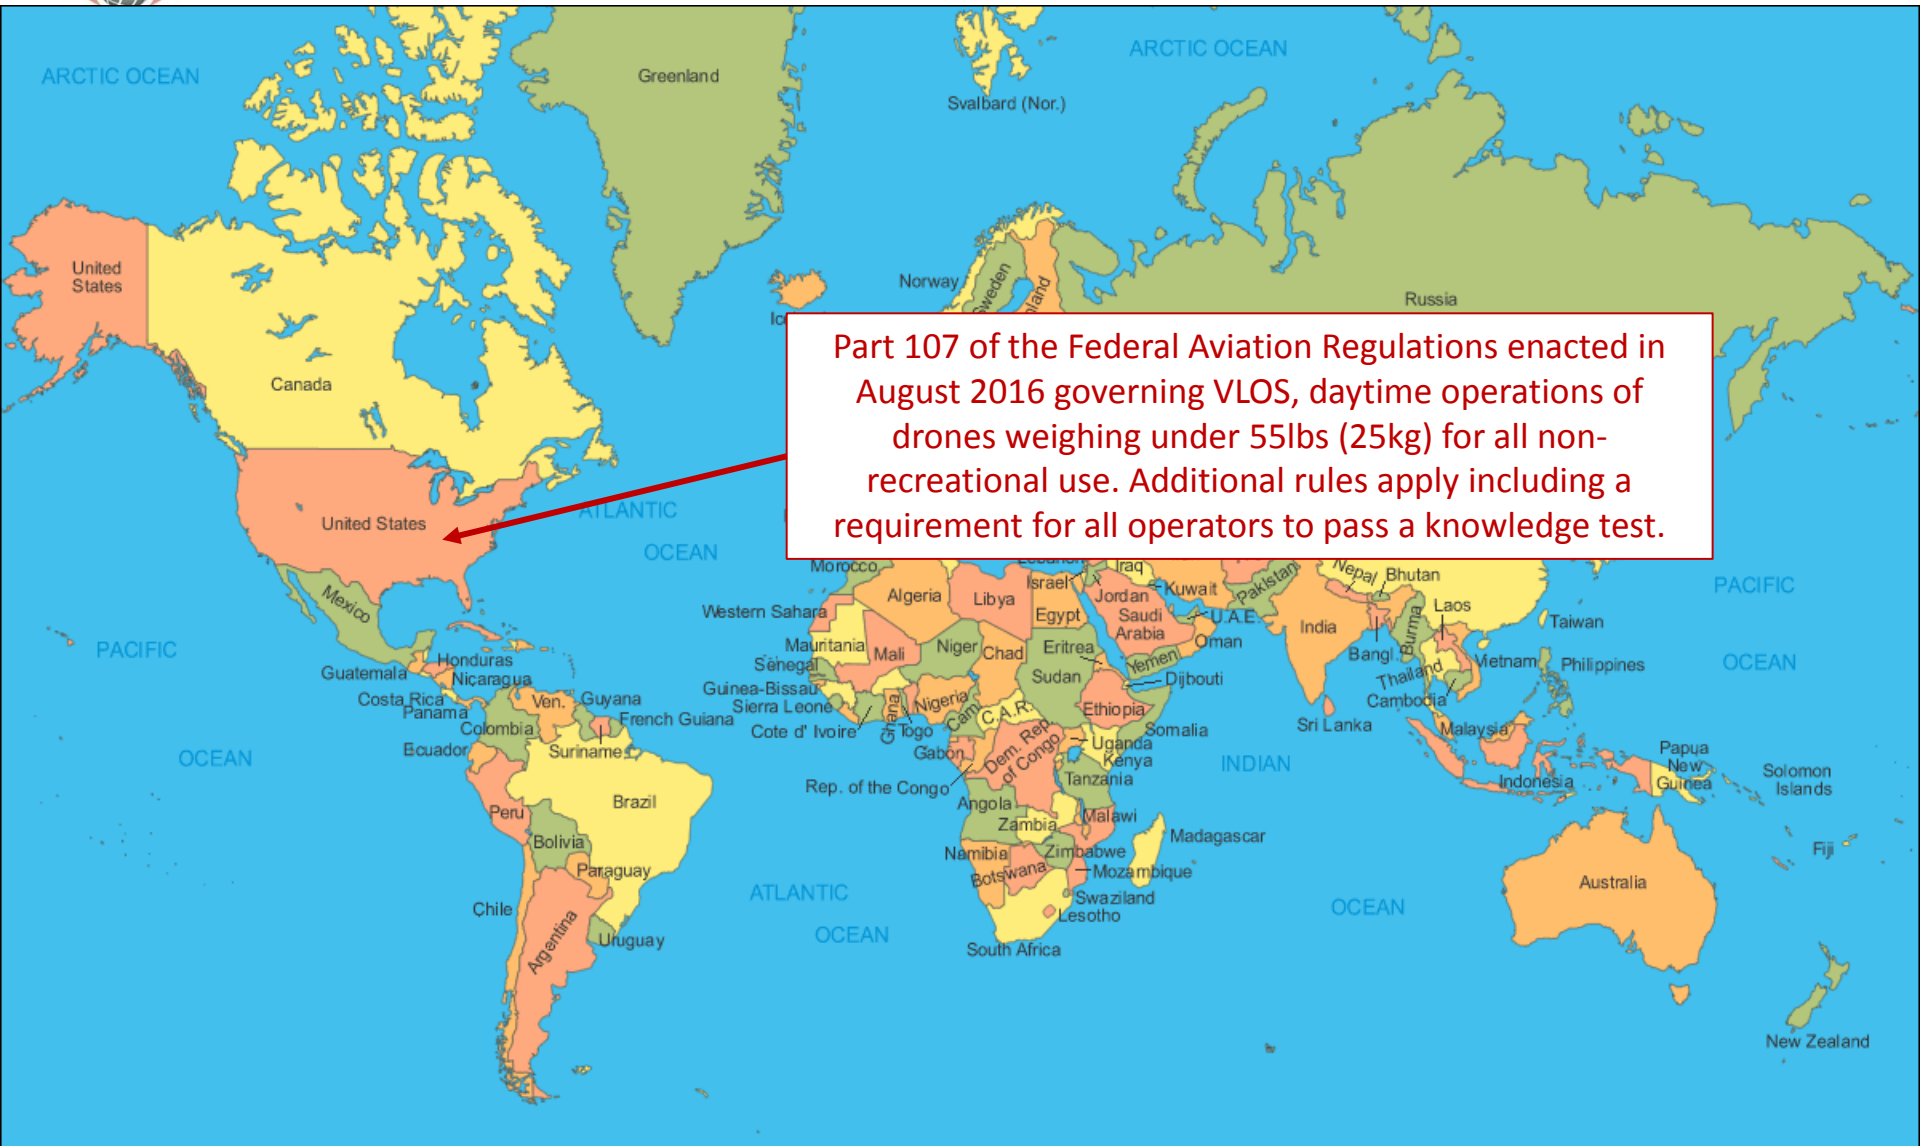 ARCTIC OCEAN
ARCTIC OCEAN
Greenland
Svalbard (Nor.)
United
States
Canada
Norway
Sweden
Russia
Part 107 of the Federal Aviation Regulations enacted in
August 2016 governing VLOS, daytime operations of
drones weighing under 55lbs (25kg) for all non-
recreational use. Additional rules apply including a
requirement for all operators to pass a knowledge test.
United States
ATLANTIC
OCEAN
Mexico
PACIFIC
OCEAN
Guatemala
Honduras
Nicaragua
Costa Rica
Panama
Ven.
Guyana
French Guiana
Colombia
Suriname
Ecuador
Brazil
Peru
Bolivia
Paraguay
Chile
Argentina
Uruguay
ATLANTIC
OCEAN
Morocco
Algeria
Libya
Egypt
Israel
Jordan
Iraq
Kuwait
Saudi
Arabia
U.A.E.
Oman
Yemen
Western Sahara
Mauritania
Mali
Niger
Chad
Eritrea
Sudan
Djibouti
Senegal
Guinea-Bissau
Sierra Leone
Cote d' Ivoire
Ghana
Togo
Nigeria
Cam.
C.A.R.
Ethiopia
Somalia
Gabon
Rep. of the Congo
Dem. Rep.
of Congo
Uganda
Kenya
Tanzania
Angola
Zambia
Malawi
Madagascar
Namibia
Zimbabwe
Botswana
Mozambique
Swaziland
Lesotho
South Africa
INDIAN
OCEAN
Pakistan
Nepal
Bhutan
India
Bangl.
Burma
Laos
Thailand
Vietnam
Cambodia
Sri Lanka
Taiwan
Philippines
Malaysia
Indonesia
Papua
New
Guinea
Solomon
Islands
PACIFIC
OCEAN
Fiji
Australia
New Zealand